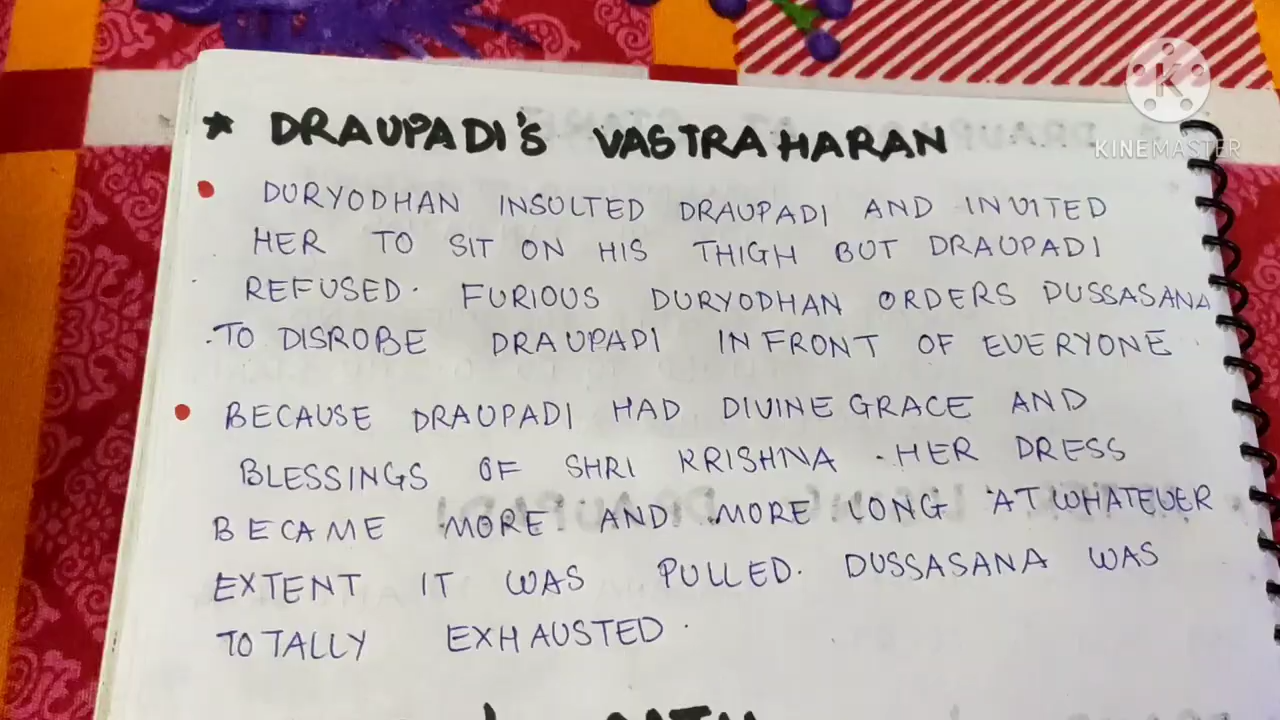 KINEMASTER
★ DRAUPADI'S VASTRAHARAN
• DURYODHAN INSULTED DRAUPADI AND INVITED
HER TO SIT ON HIS THIGH BUT DRAUPADI
REFUSED. FURIOUS DURYODHAN ORDERS DUSSASANA
TO DISROBE DRAUPADI IN FRONT OF EVERYONE
• BECAUSE DRAUPADI HAD DIVINE GRACE AND
BLESSINGS OF SHRI KRISHNA. HER DRESS
BECAME MORE AND MORE LONG AT WHATEVER
EXTENT IT WAS PULLED. DUSSASANA WAS
TOTALLY EXHAUSTED.